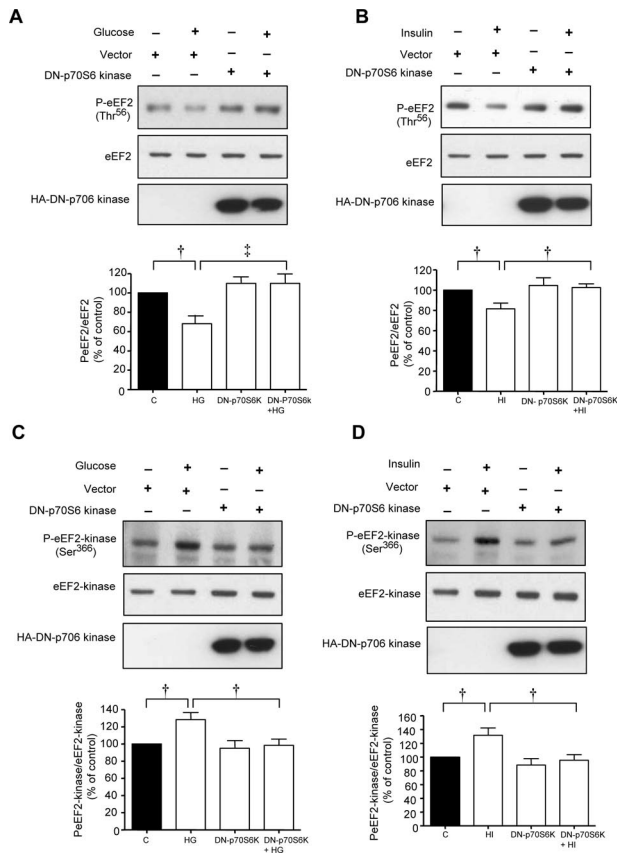 A
Glucose – + – +
Vector + + – –
DN-p70S6 kinase – – + +
P-eEF2
(Thr56)
eEF2
HA-DN-p706 kinase
† ‡
PeEF2/eEF2
(% of control)
120
100
80
60
40
20
0
C HG DN-p70S6K DN-P70S6k
+HG
B
Insulin – + – +
Vector + + – –
DN-p70S6 kinase – – + +
P-eEF2
(Thr56)
eEF2
HA-DN-p706 kinase
† †
PeEF2/eEF2
(% of control)
120
100
80
60
40
20
0
C HI DN- p70S6K DN-p70S6K
+HI
C
Glucose – + – +
Vector + + – –
DN-p70S6 kinase – – + +
P-eEF2-kinase
(Ser366)
eEF2-kinase
HA-DN-p706 kinase
† †
PeEF2-kinase/eEF2-kinase
(% of control)
140
120
100
80
60
40
20
0
C HG DN-p70S6K DN-p70S6K
+ HG
D
Insulin – + – +
Vector + + – –
DN-p70S6 kinase – – + +
P-eEF2-kinase
(Ser366)
eEF2-kinase
HA-DN-p706 kinase
† †
PeEF2-kinase/eEF2-kinase
(% of control)
160
140
120
100
80
60
40
20
0
C HI DN-p70S6K DN-p70S6K
+ HI